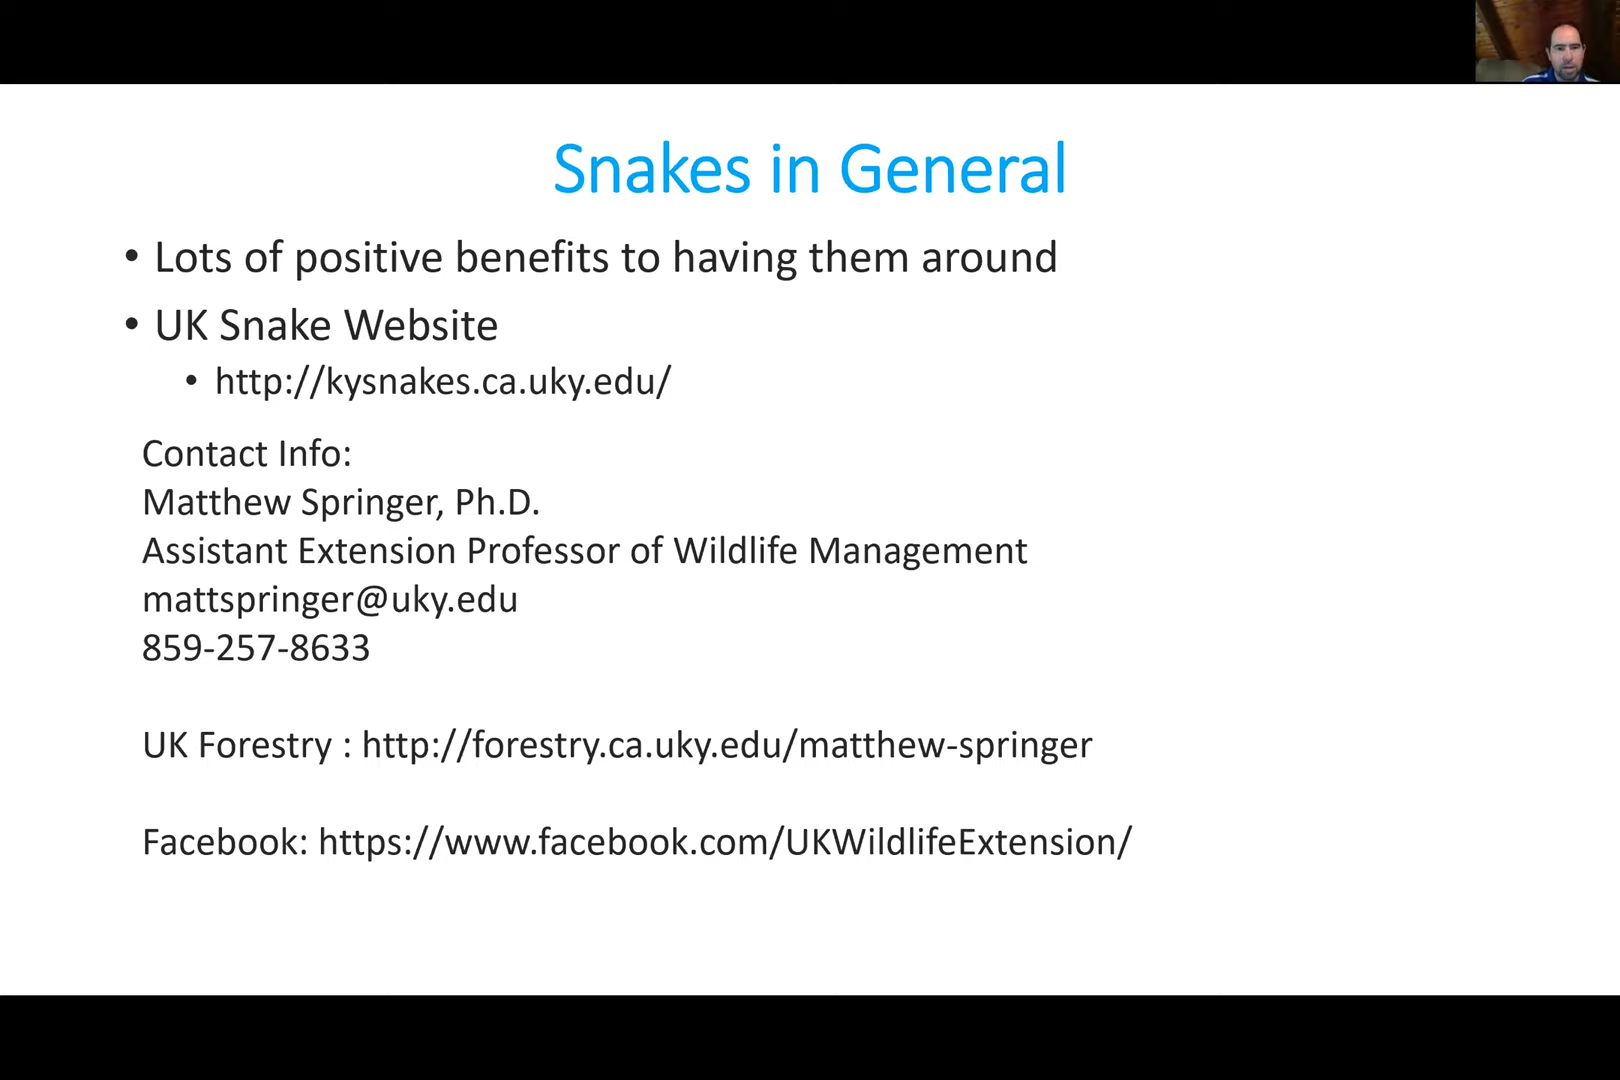 Snakes in General
• Lots of positive benefits to having them around
• UK Snake Website
• http://kysnakes.ca.uky.edu/
Contact Info:
Matthew Springer, Ph.D.
Assistant Extension Professor of Wildlife Management
mattspringer@uky.edu
859-257-8633
UK Forestry : http://forestry.ca.uky.edu/matthew-springer
Facebook: https://www.facebook.com/UKWildlifeExtension/